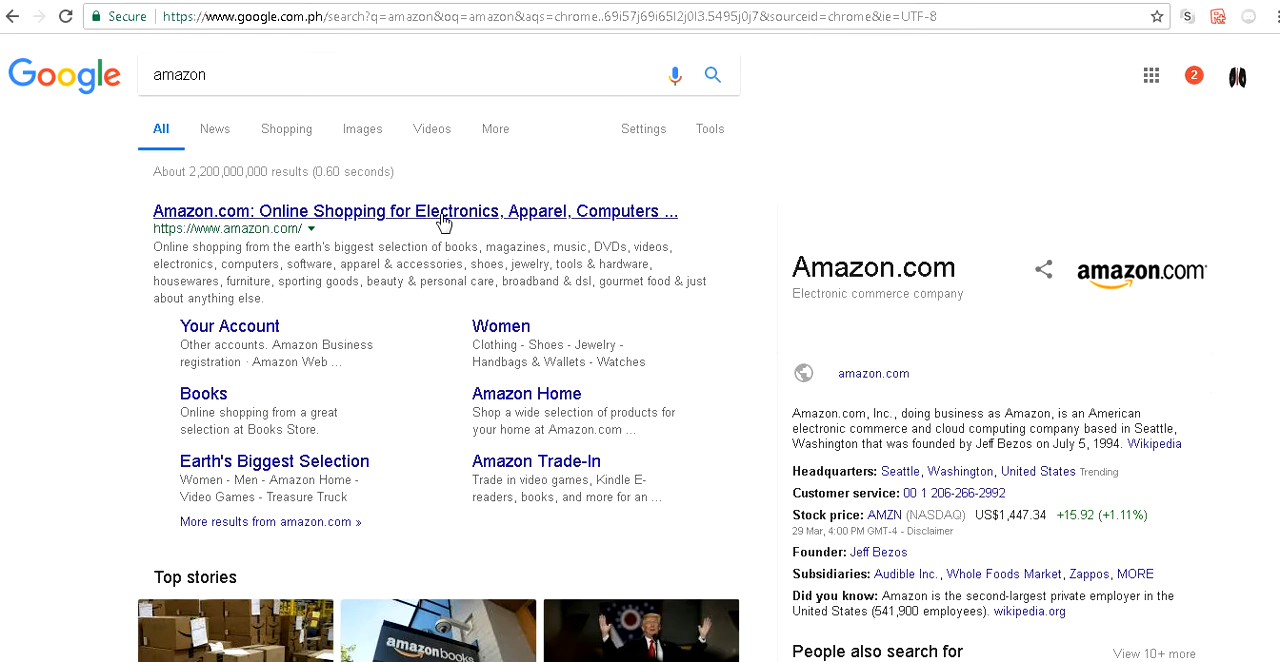 Secure
https://www.google.com.ph/search?q=amazon&oq=amazon&aqs=chrome..69i57j69i65l2j0l3.5495j0j7&sourceid=chrome&ie=UTF-8
S
Google
amazon
2
All News Shopping Images Videos More Settings Tools
About 2,200,000,000 results (0.60 seconds)
Amazon.com: Online Shopping for Electronics, Apparel, Computers ...
https://www.amazon.com/
Online shopping from the earth's biggest selection of books, magazines, music, DVDs, videos,
electronics, computers, software, apparel & accessories, shoes, jewelry, tools & hardware,
housewares, furniture, sporting goods, beauty & personal care, broadband & dsl, gourmet food & just
about anything else.
Your Account
Other accounts. Amazon Business
registration · Amazon Web ...
Women
Clothing - Shoes - Jewelry -
Handbags & Wallets - Watches
Books
Online shopping from a great
selection at Books Store.
Amazon Home
Shop a wide selection of products for
your home at Amazon.com ...
Earth's Biggest Selection
Women - Men - Amazon Home -
Video Games - Treasure Truck
Amazon Trade-In
Trade in video games, Kindle E-
readers, books, and more for an ...
More results from amazon.com »
Top stories
amazonbooks
Amazon.com
Electronic commerce company
amazon.com
amazon.com
Amazon.com, Inc., doing business as Amazon, is an American
electronic commerce and cloud computing company based in Seattle,
Washington that was founded by Jeff Bezos on July 5, 1994. Wikipedia
Headquarters: Seattle, Washington, United States Trending
Customer service: 00 1 206-266-2992
Stock price: AMZN (NASDAQ) US$1,447.34 +15.92 (+1.11%)
29 Mar, 4:00 PM GMT-4 - Disclaimer
Founder: Jeff Bezos
Subsidiaries: Audible Inc., Whole Foods Market, Zappos, MORE
Did you know: Amazon is the second-largest private employer in the
United States (541,900 employees). wikipedia.org
People also search for
View 10+ more